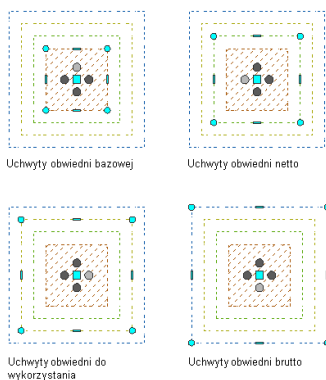 Uchwyty obwiedni bazowej
Uchwyty obwiedni netto
Uchwyty obwiedni do
wykorzystania
Uchwyty obwiedni brutto